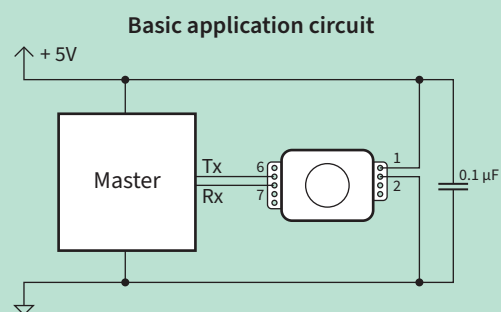 Basic application circuit
+ 5V
Master
Tx
Rx
6
7
1
2
0.1 µF